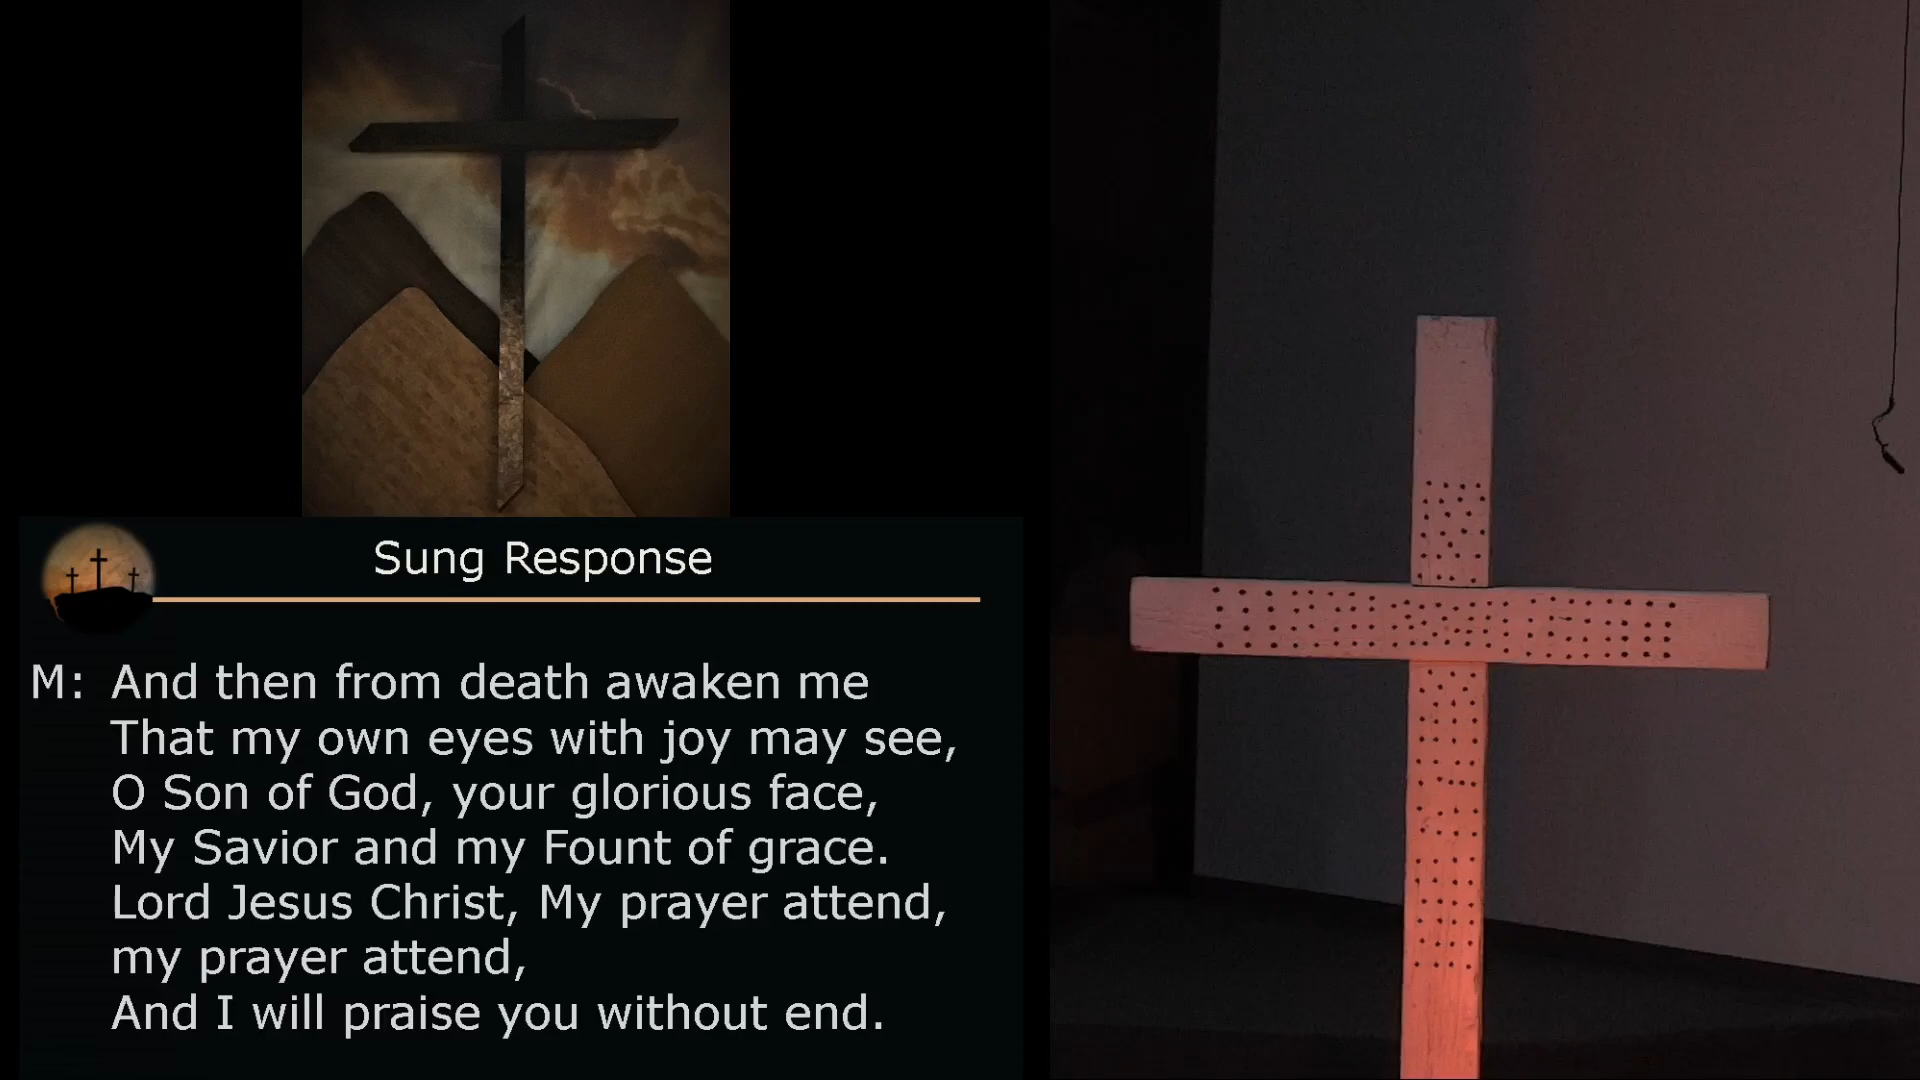 Sung Response
M: And then from death awaken me
That my own eyes with joy may see,
O Son of God, your glorious face,
My Savior and my Fount of grace.
Lord Jesus Christ, My prayer attend,
my prayer attend,
And I will praise you without end.